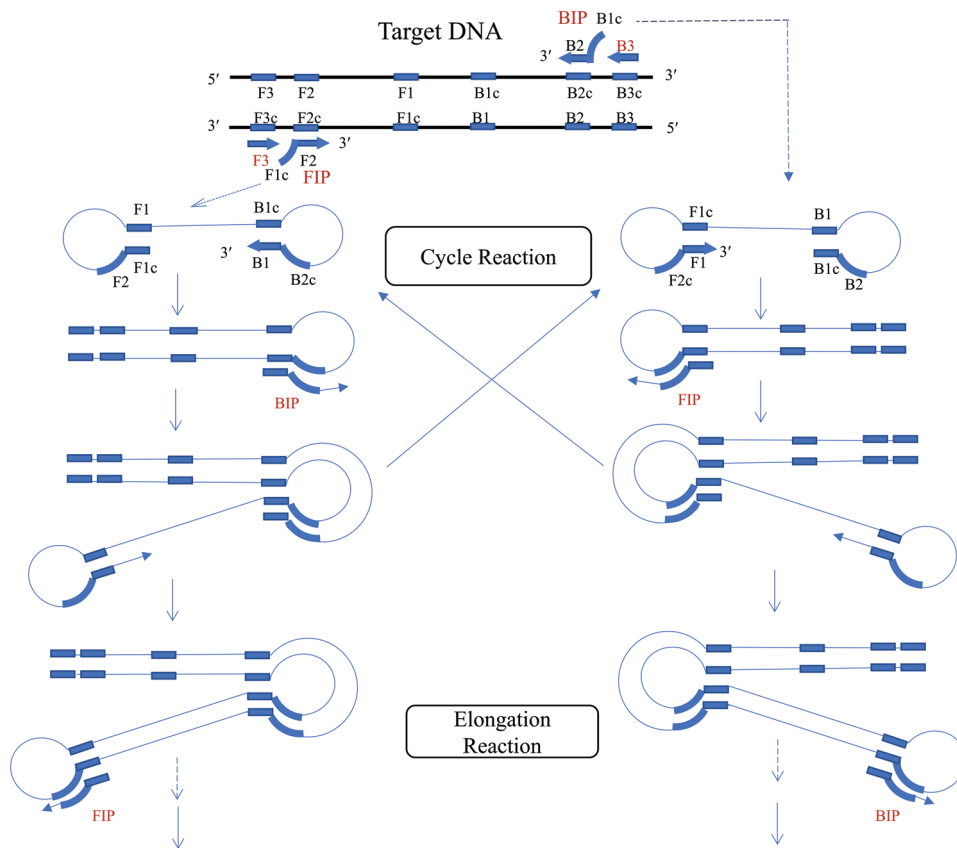 Target DNA
BIP B1c
3′ B2 B3
5′ 3′
F3 F2 F1 B1c B2c B3c
3′ F3c F2c F1c B1 B2 B3 5′
F3 F2 3′
F1c FIP
F1 B1c
3′
F1c B1
F2 B2c
Cycle Reaction
F1c B1
3′
F1 B1c
F2c B2
BIP
FIP
Elongation
Reaction
FIP
BIP